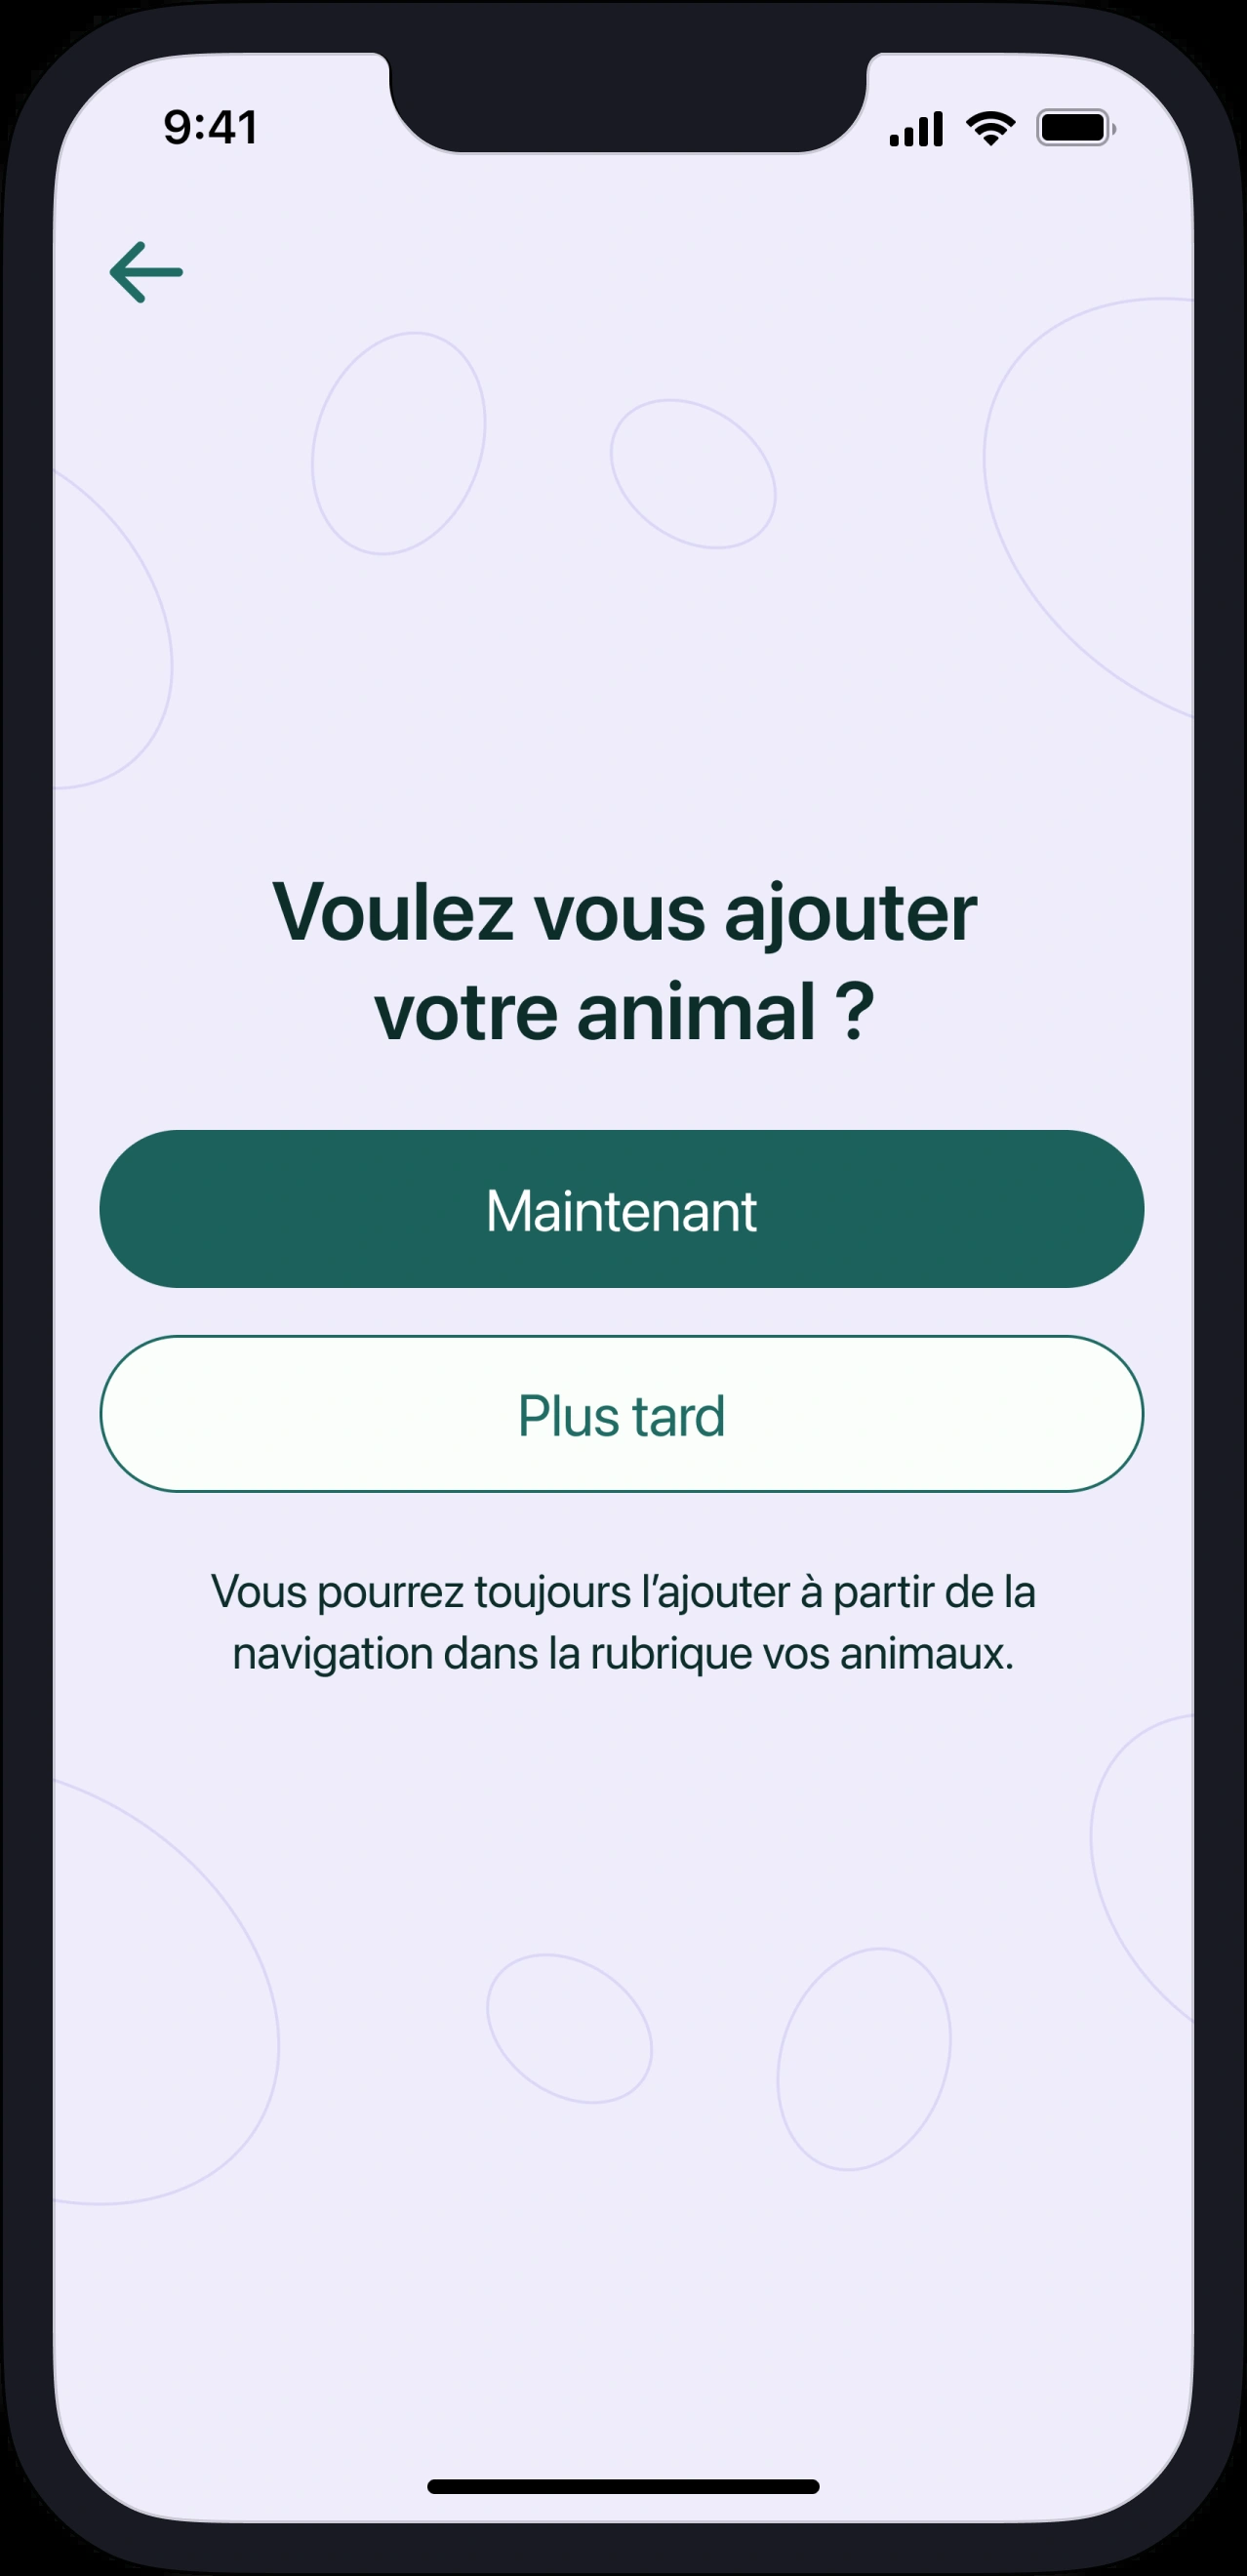 9:41
Voulez vous ajouter
votre animal ?
Maintenant
Plus tard
Vous pourrez toujours l’ajouter à partir de la
navigation dans la rubrique vos animaux.